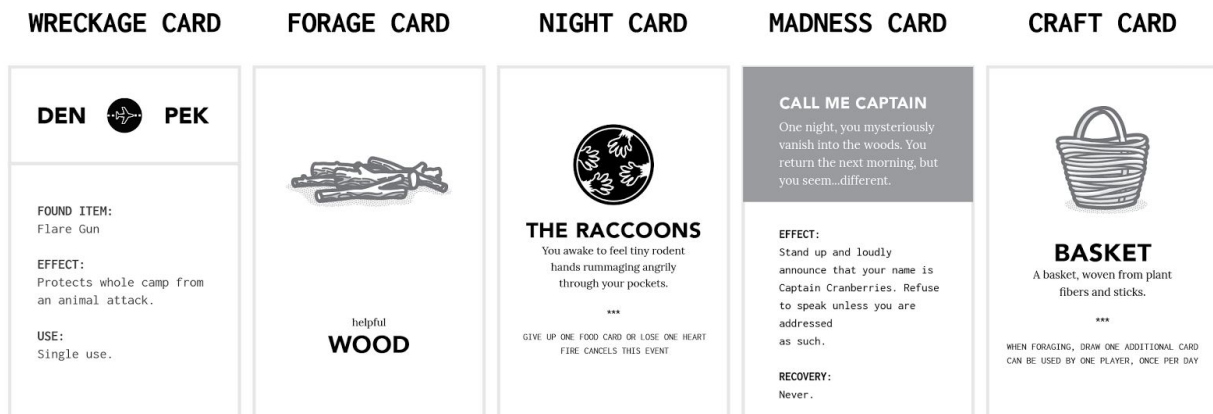 WRECKAGE CARD
DEN PEK
FOUND ITEM:
Flare Gun
EFFECT:
Protects whole camp from
an animal attack.
USE:
Single use.
FORAGE CARD
helpful
WOOD
NIGHT CARD
THE RACCOONS
You awake to feel tiny rodent
hands rummaging angrily
through your pockets.
***
GIVE UP ONE FOOD CARD OR LOSE ONE HEART
FIRE CANCELS THIS EVENT
MADNESS CARD
CALL ME CAPTAIN
One night, you mysteriously
vanish into the woods. You
return the next morning, but
you seem...different.
EFFECT:
Stand up and loudly
announce that your name is
Captain Cranberries. Refuse
to speak unless you are
addressed
as such.
RECOVERY:
Never.
CRAFT CARD
BASKET
A basket, woven from plant
fibers and sticks.
***
WHEN FORAGING, DRAW ONE ADDITIONAL CARD
CAN BE USED BY ONE PLAYER, ONCE PER DAY